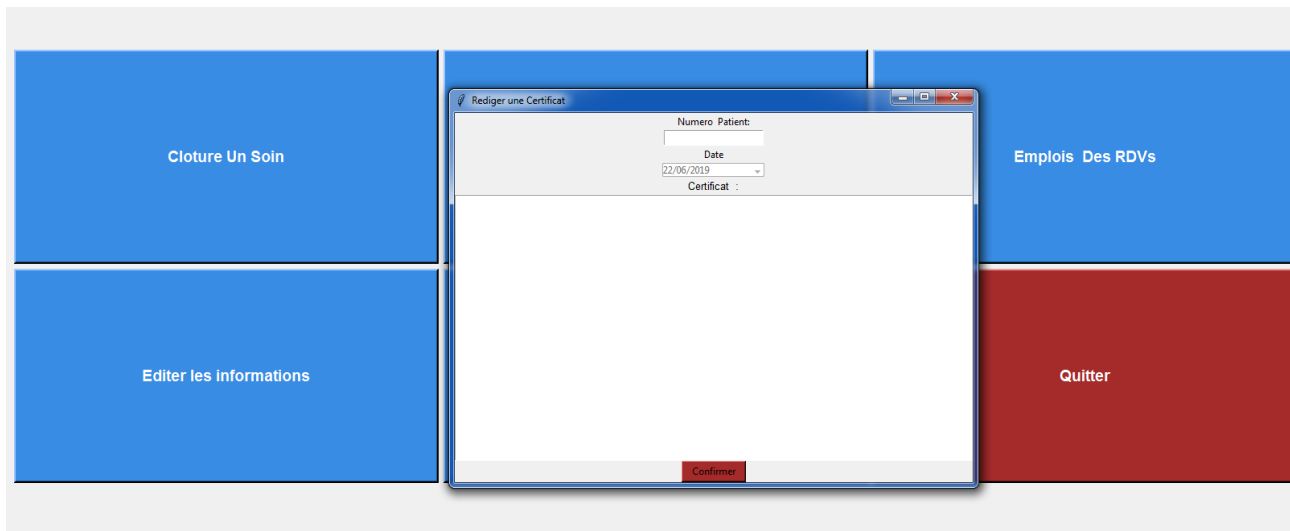 Rediger une Certificat
Numero Patient:
Date
22/06/2019
Certificat :
Cloture Un Soin
Emplois Des RDVs
Editer les informations
Quitter
Confirmer